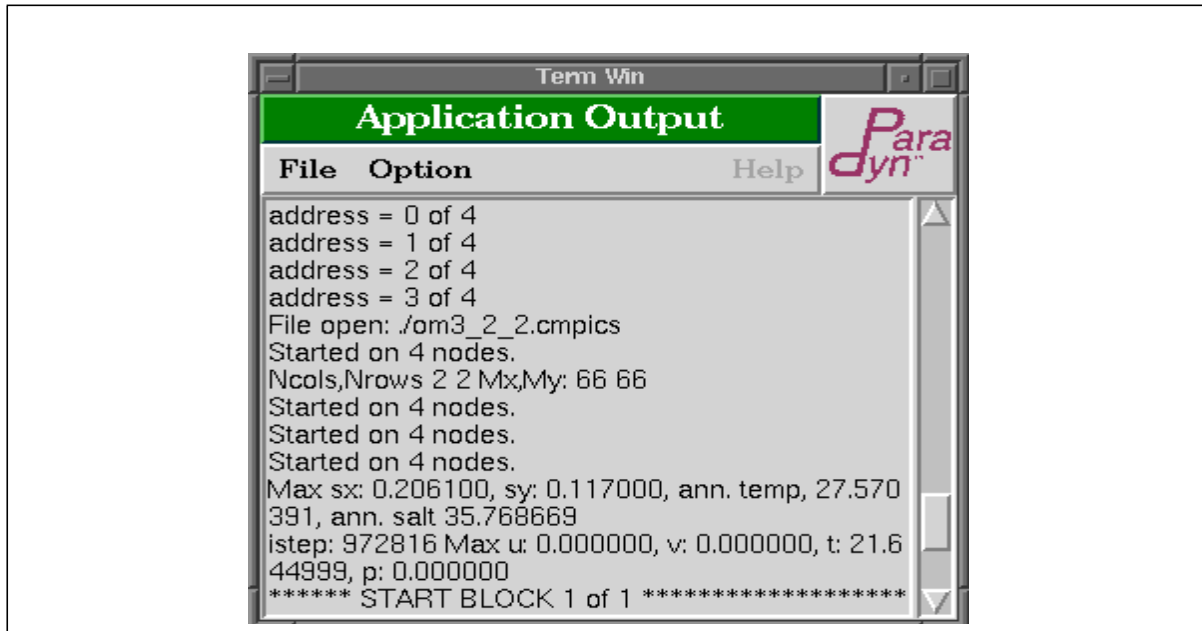 Term Win
Application Output
Paradyn™
File Option Help
address = 0 of 4
address = 1 of 4
address = 2 of 4
address = 3 of 4
File open: ./om3_2_2.cmpics
Started on 4 nodes.
Ncols,Nrows 2 2 Mx,My: 66 66
Started on 4 nodes.
Started on 4 nodes.
Started on 4 nodes.
Max sx: 0.206100, sy: 0.117000, ann. temp, 27.570
391, ann. salt 35.768669
istep: 972816 Max u: 0.000000, v: 0.000000, t: 21.6
44999, p: 0.000000
****** START BLOCK 1 of 1 *******************